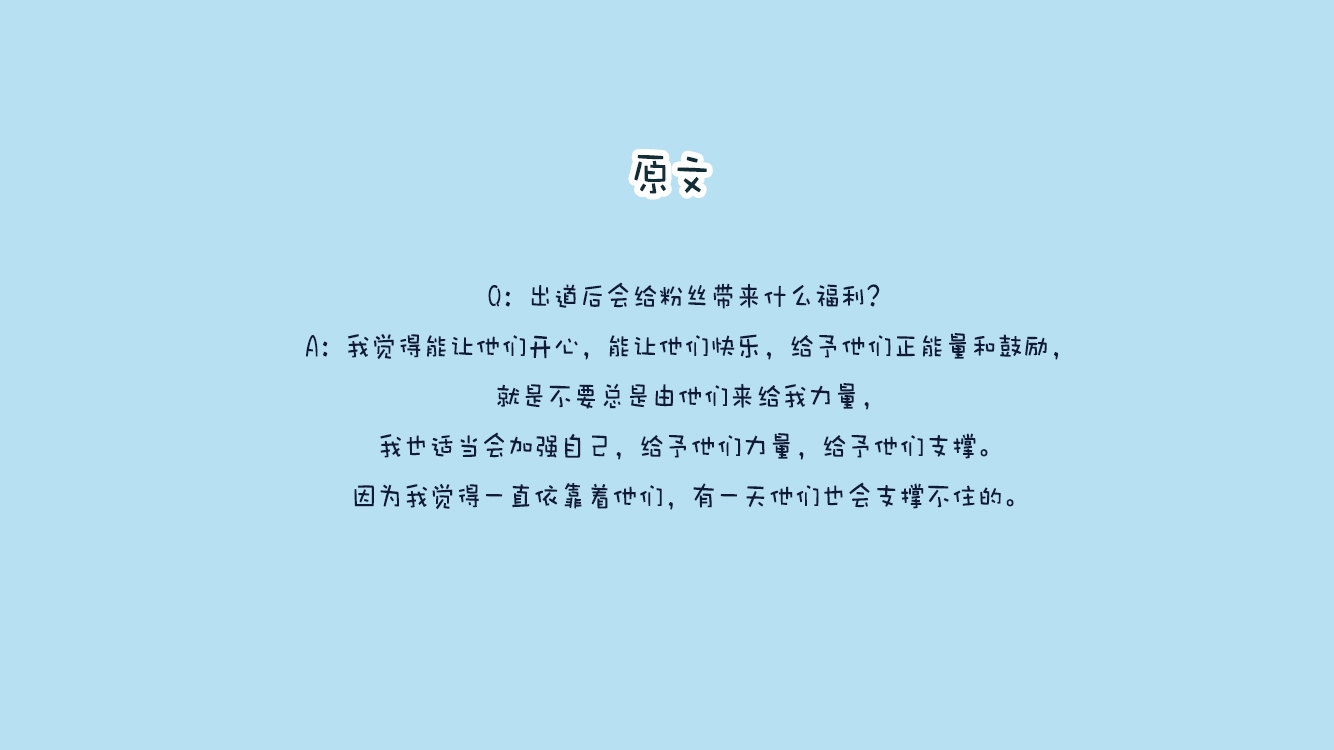 原文
Q：出道后会给粉丝带来什么福利？
A：我觉得能让他们开心，能让他们快乐，给予他们正能量和鼓励，
就是不要总是由他们来给我力量，
我也适当会加强自己，给予他们力量，给予他们支撑。
因为我觉得一直依靠着他们，有一天他们也会支撑不住的。